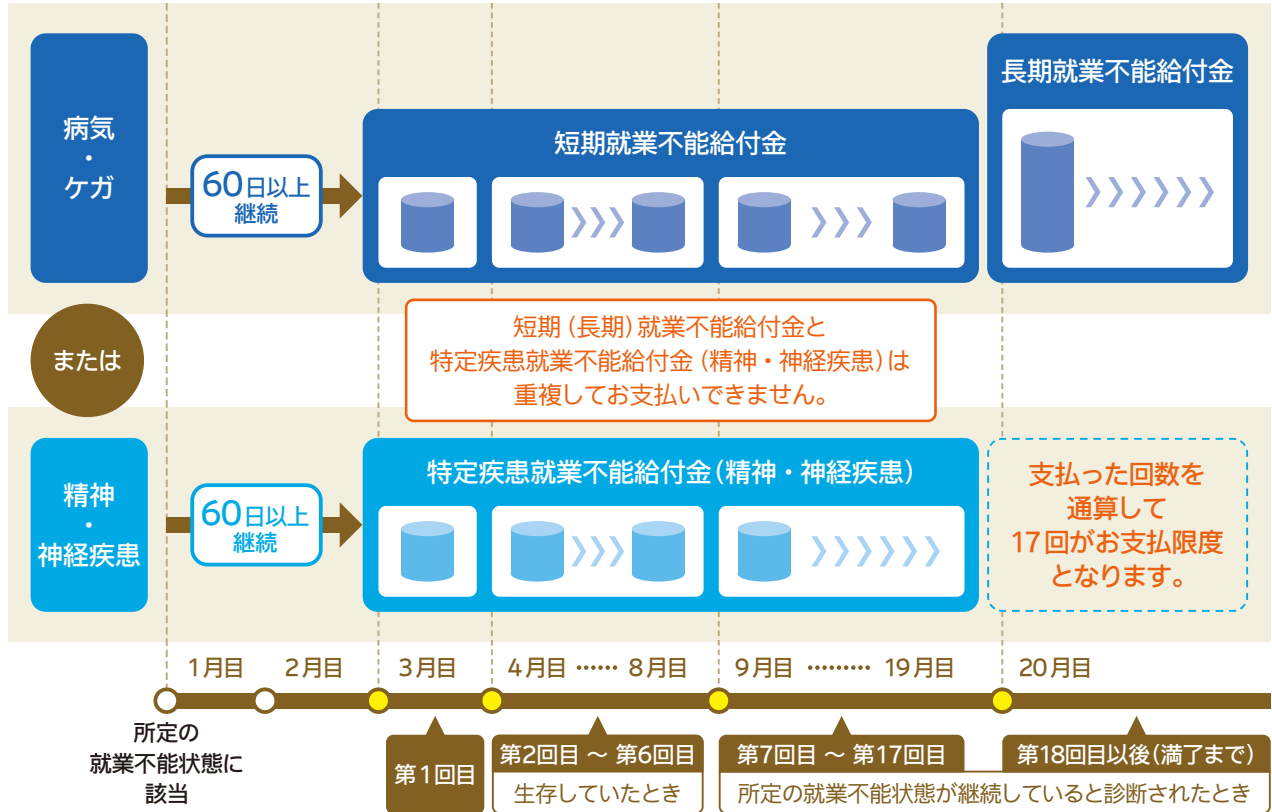 病気
・
ケガ
60日以上
継続
短期就業不能給付金
長期就業不能給付金
または
短期（長期）就業不能給付金と
特定疾患就業不能給付金（精神・神経疾患）は
重複してお支払いできません。
精神
・
神経疾患
60日以上
継続
特定疾患就業不能給付金（精神・神経疾患）
支払った回数を
通算して
17回がお支払限度
となります。
1月目 2月目 3月目 4月目 …… 8月目 9月目 ……… 19月目 20月目
所定の
就業不能状態に
該当
第1回目
第2回目 ～ 第6回目
生存していたとき
第7回目 ～ 第17回目
第18回目以後（満了まで）
所定の就業不能状態が継続していると診断されたとき